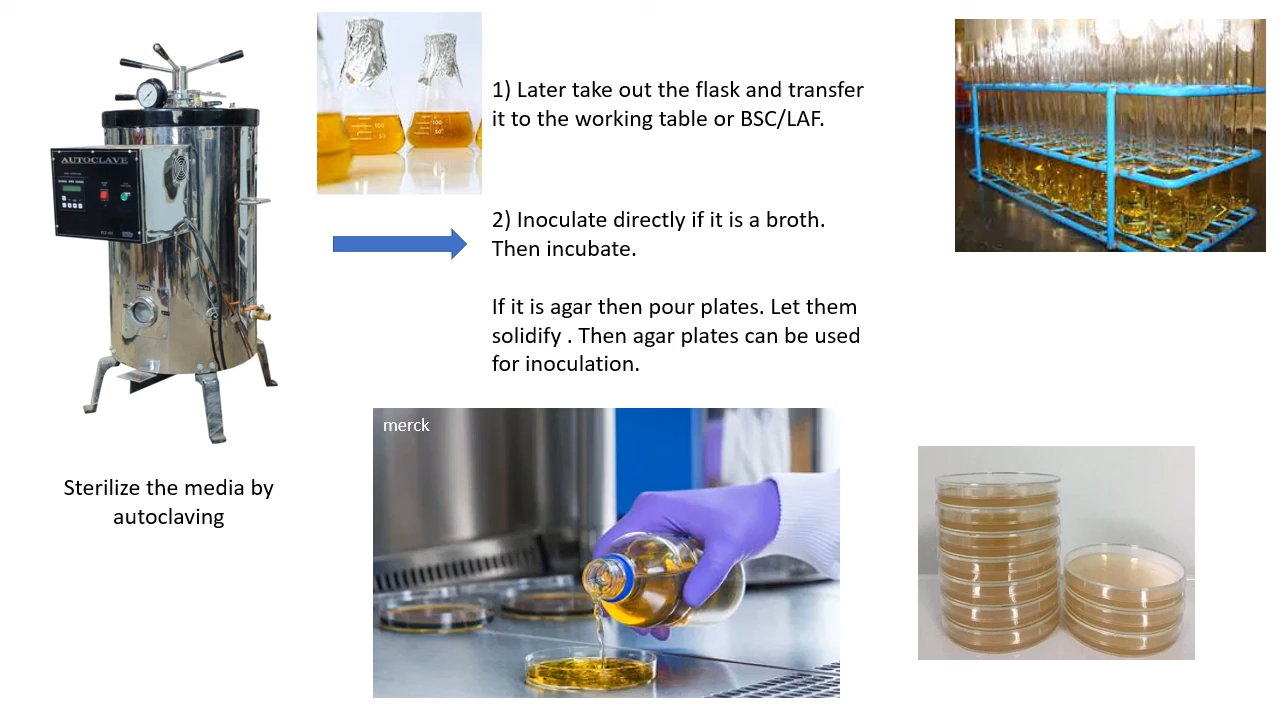 AUTOCLAVE
Sterilize the media by
autoclaving
1) Later take out the flask and transfer
it to the working table or BSC/LAF.
2) Inoculate directly if it is a broth.
Then incubate.
If it is agar then pour plates. Let them
solidify . Then agar plates can be used
for inoculation.
merck